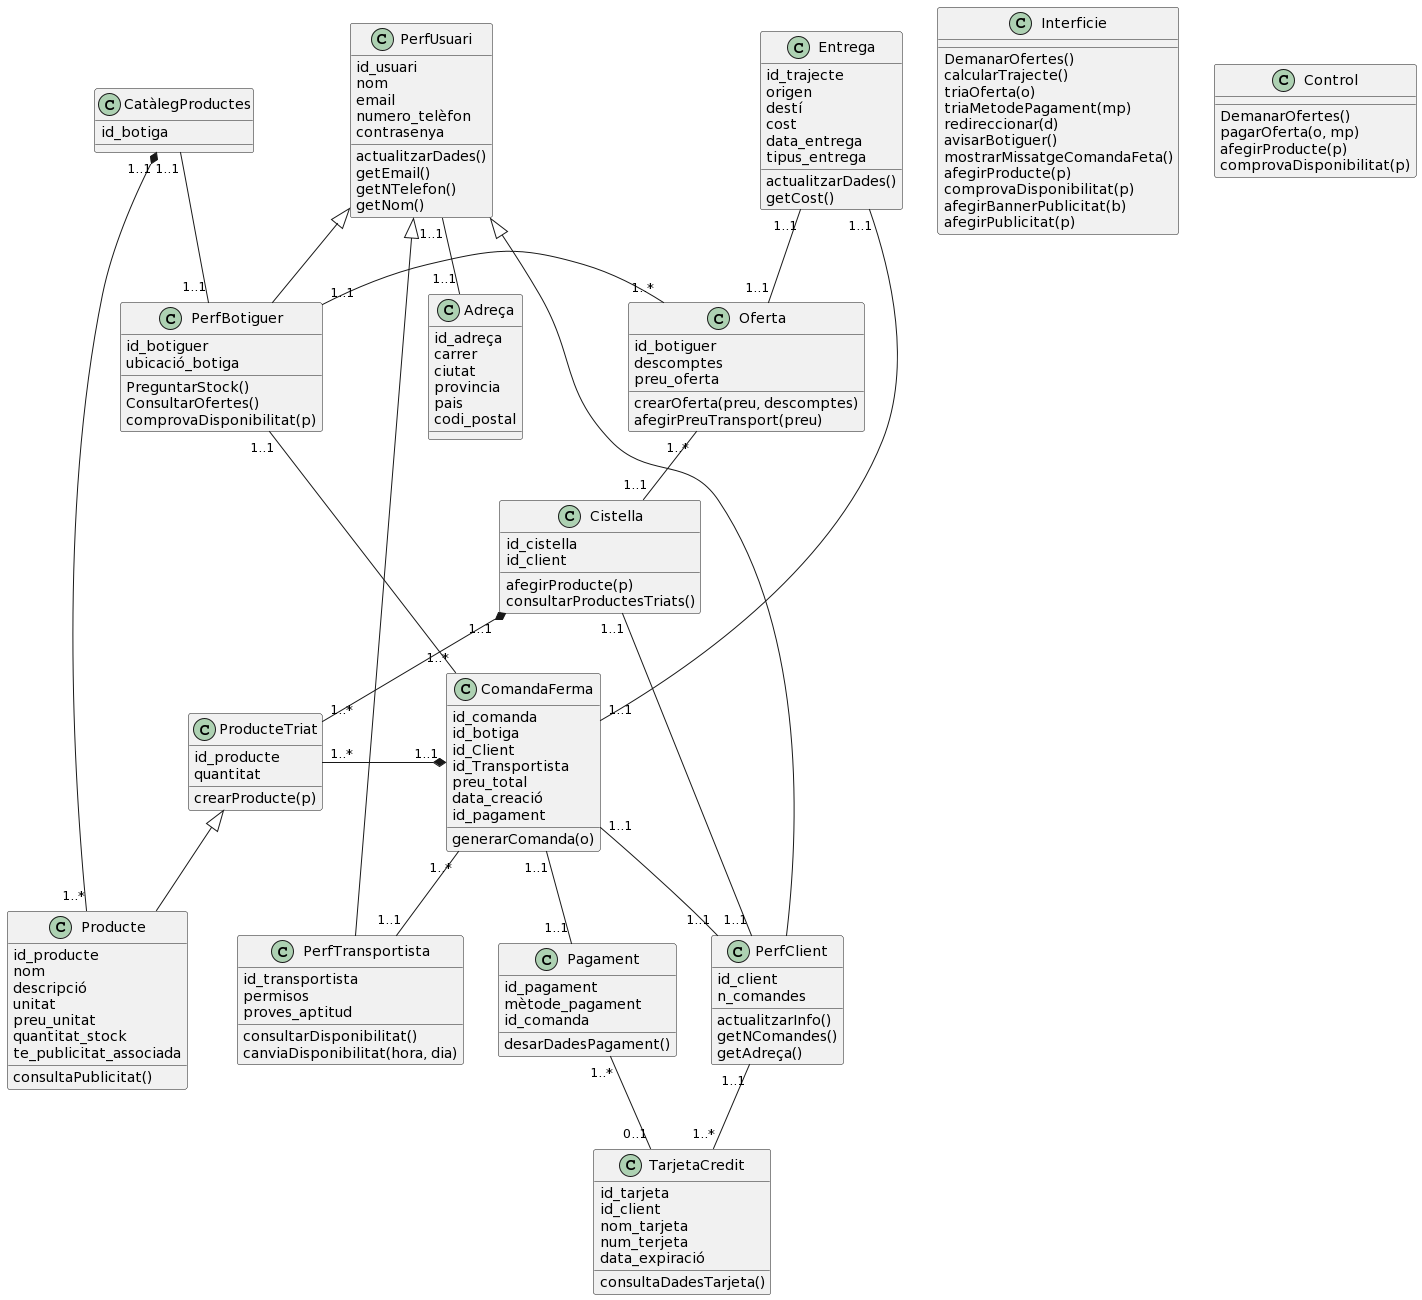 C PerfUsuari
id_usuari
nom
email
numero_telèfon
contrasenya
actualitzarDades()
getEmail()
getNTelefon()
getNom()
C Entrega
id_trajecte
origen
destí
cost
data_entrega
tipus_entrega
actualitzarDades()
getCost()
C Interficie
DemanarOfertes()
calcularTrajecte()
triaOferta(o)
triaMetodePagament(mp)
redireccionar(d)
avisarBotiguer()
mostrarMissatgeComandaFeta()
afegirProducte(p)
comprovaDisponibilitat(p)
afegirBannerPublicitat(b)
afegirPublicitat(p)
C Control
DemanarOfertes()
pagarOferta(o, mp)
afegirProducte(p)
comprovaDisponibilitat(p)
C CatàlegProductes
id_botiga
1..1
1..1
1..1
1..1
1..1
1..1
1..1
1..1
1..*
1..1
C PerfBotiguer
id_botiguer
ubicació_botiga
PreguntarStock()
ConsultarOfertes()
comprovaDisponibilitat(p)
C Adreça
id_adreça
carrer
ciutat
provincia
pais
codi_postal
C Oferta
id_botiguer
descomptes
preu_oferta
crearOferta(preu, descomptes)
afegirPreuTransport(preu)
1..1
1..*
1..1
C Cistella
id_cistella
id_client
afegirProducte(p)
consultarProductesTriats()
1..1
1..1
1..*
1..*
1..1
C ProducteTriat
id_producte
quantitat
crearProducte(p)
1..*
1..1
C ComandaFerma
id_comanda
id_botiga
id_Client
id_Transportista
preu_total
data_creació
id_pagament
generarComanda(o)
1..1
1..*
1..1
1..*
1..1
1..1
1..1
1..1
C Producte
id_producte
nom
descripció
unitat
preu_unitat
quantitat_stock
te_publicitat_associada
consultaPublicitat()
C PerfTransportista
id_transportista
permisos
proves_aptitud
consultarDisponibilitat()
canviaDisponibilitat(hora, dia)
C Pagament
id_pagament
mètode_pagament
id_comanda
desarDadesPagament()
C PerfClient
id_client
n_comandes
actualitzarInfo()
getNComandes()
getAdreça()
1..*
1..1
0..1
1..*
C TarjetaCredit
id_tarjeta
id_client
nom_tarjeta
num_terjeta
data_expiració
consultaDadesTarjeta()